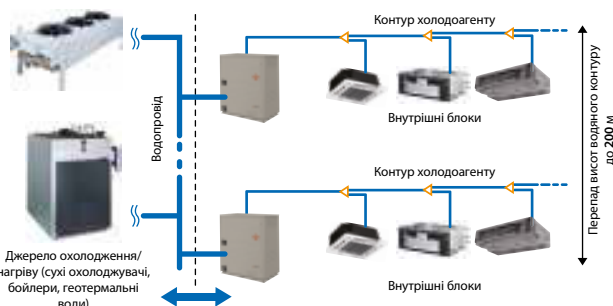 Контур холодоагенту
Внутрішні блоки
Водопровід
Перепад висот водяного контуру
до 200 м
Контур холодоагенту
Внутрішні блоки
Джерело охолодження/
нагріву (сухі охолоджувачі,
бойлери, геотермальні
води)